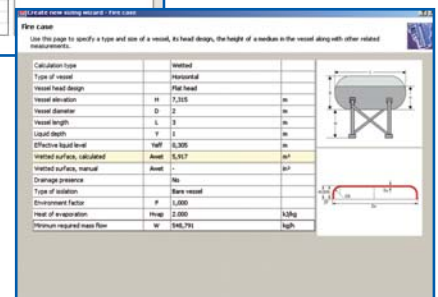 Create new sizing wizard - Fire case
Fire case
Use this page to specify a type and size of a vessel, its head design, the height of a medium in the vessel along with other related
measurements.
Calculation type Wetted
Type of vessel Horizontal
Vessel head design Flat head
Vessel elevation H 7,315 m
Vessel diameter D 2 m
Vessel length L 3 m
Liquid depth Y 1 m
Effective liquid level Yeff 0,305 m
Wetted surface, calculated Awet 5,917 m²
Wetted surface, manual Awet - in²
Drainage presence No
Type of isolation Bare vessel
Environment factor F 1,000
Heat of evaporation Hvap 2.000 kJ/kg
Minimum required mass flow W 548,791 kg/h